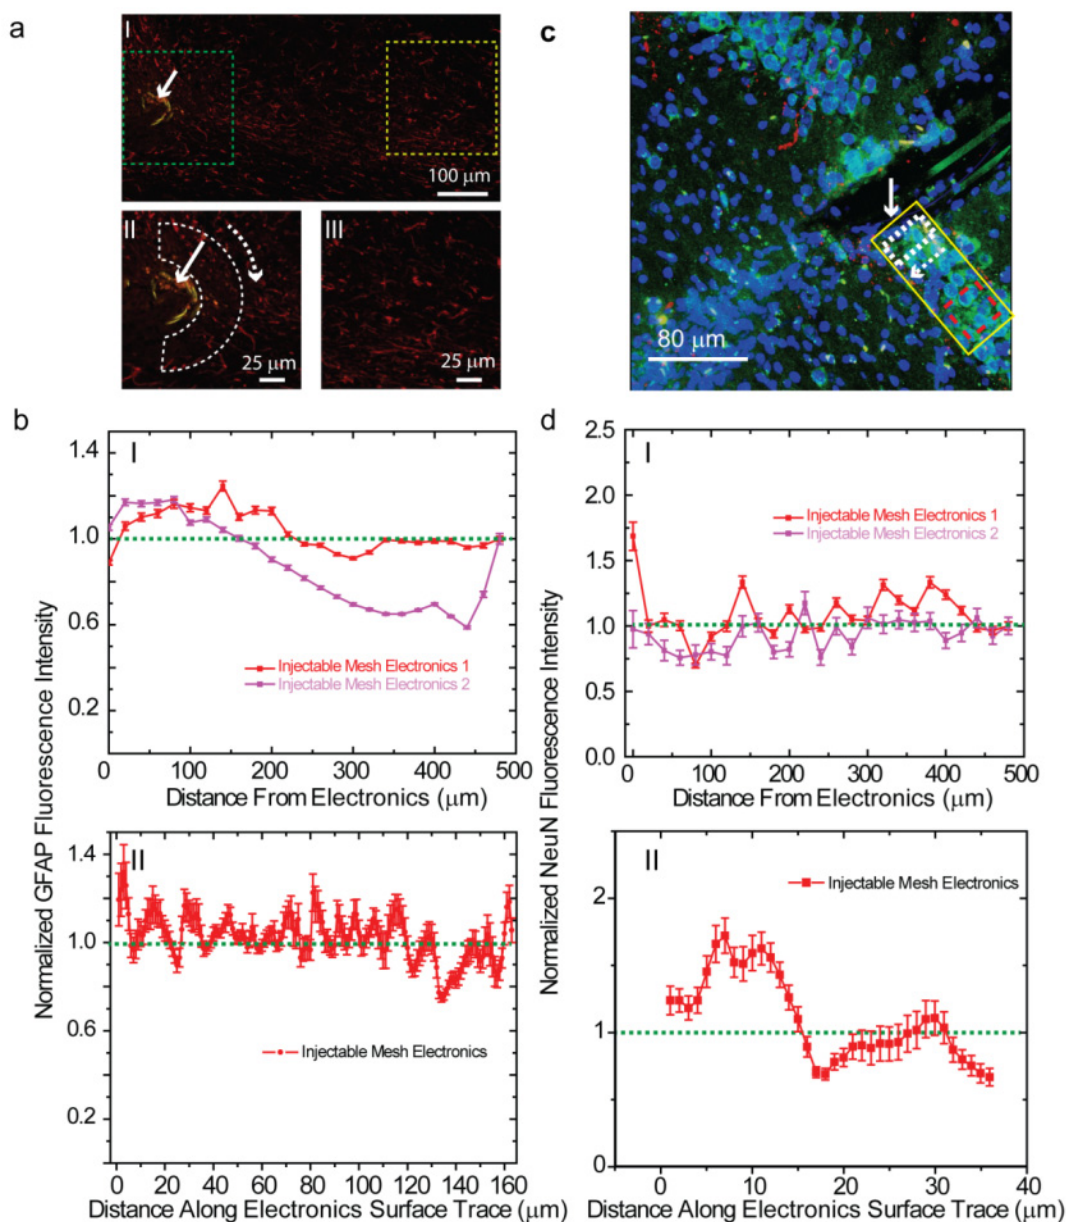 a
I
100 μm
II
25 μm
III
25 μm
c
80 μm
b
I
1.4
1.0
0.6
0.2
Injectable Mesh Electronics 1
Injectable Mesh Electronics 2
0 100 200 300 400 500
Distance From Electronics (μm)
Normalized GFAP Fluorescence Intensity
II
1.4
1.0
0.6
0.2
Injectable Mesh Electronics
0 20 40 60 80 100 120 140 160
Distance Along Electronics Surface Trace (μm)
d
I
2.5
2.0
1.5
1.0
0.75
0.0
Injectable Mesh Electronics 1
Injectable Mesh Electronics 2
0 100 200 300 400 500
Distance From Electronics (μm)
Normalized NeuN Fluorescence Intensity
II
2
1
0
Injectable Mesh Electronics
0 10 20 30 40
Distance Along Electronics Surface Trace (μm)